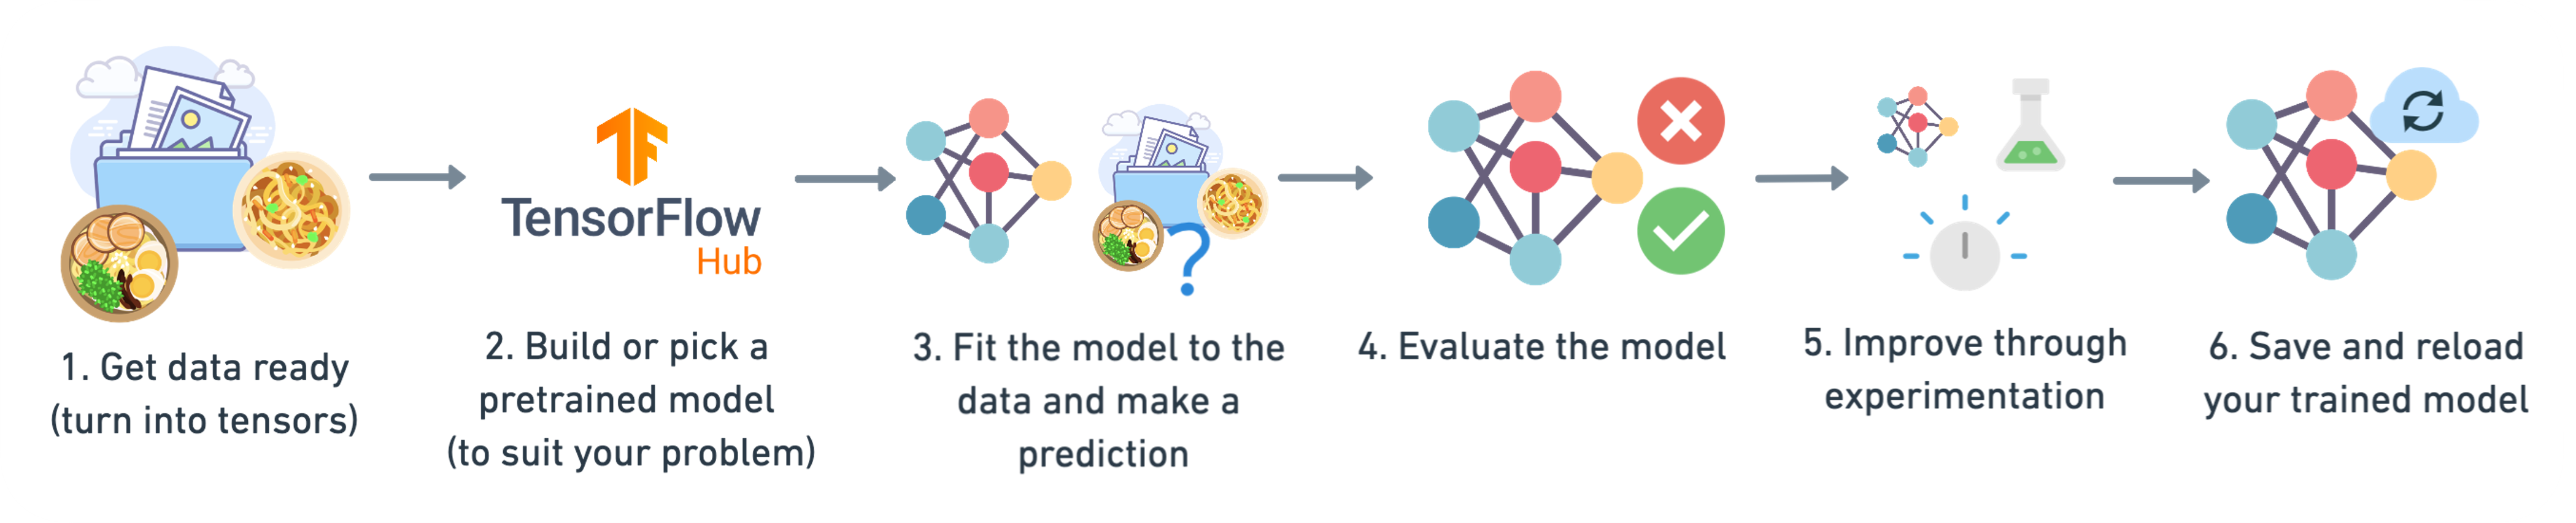 TensorFlow
Hub
1. Get data ready
(turn into tensors)
2. Build or pick a
pretrained model
(to suit your problem)
3. Fit the model to the
data and make a
prediction
4. Evaluate the model
5. Improve through
experimentation
6. Save and reload
your trained model